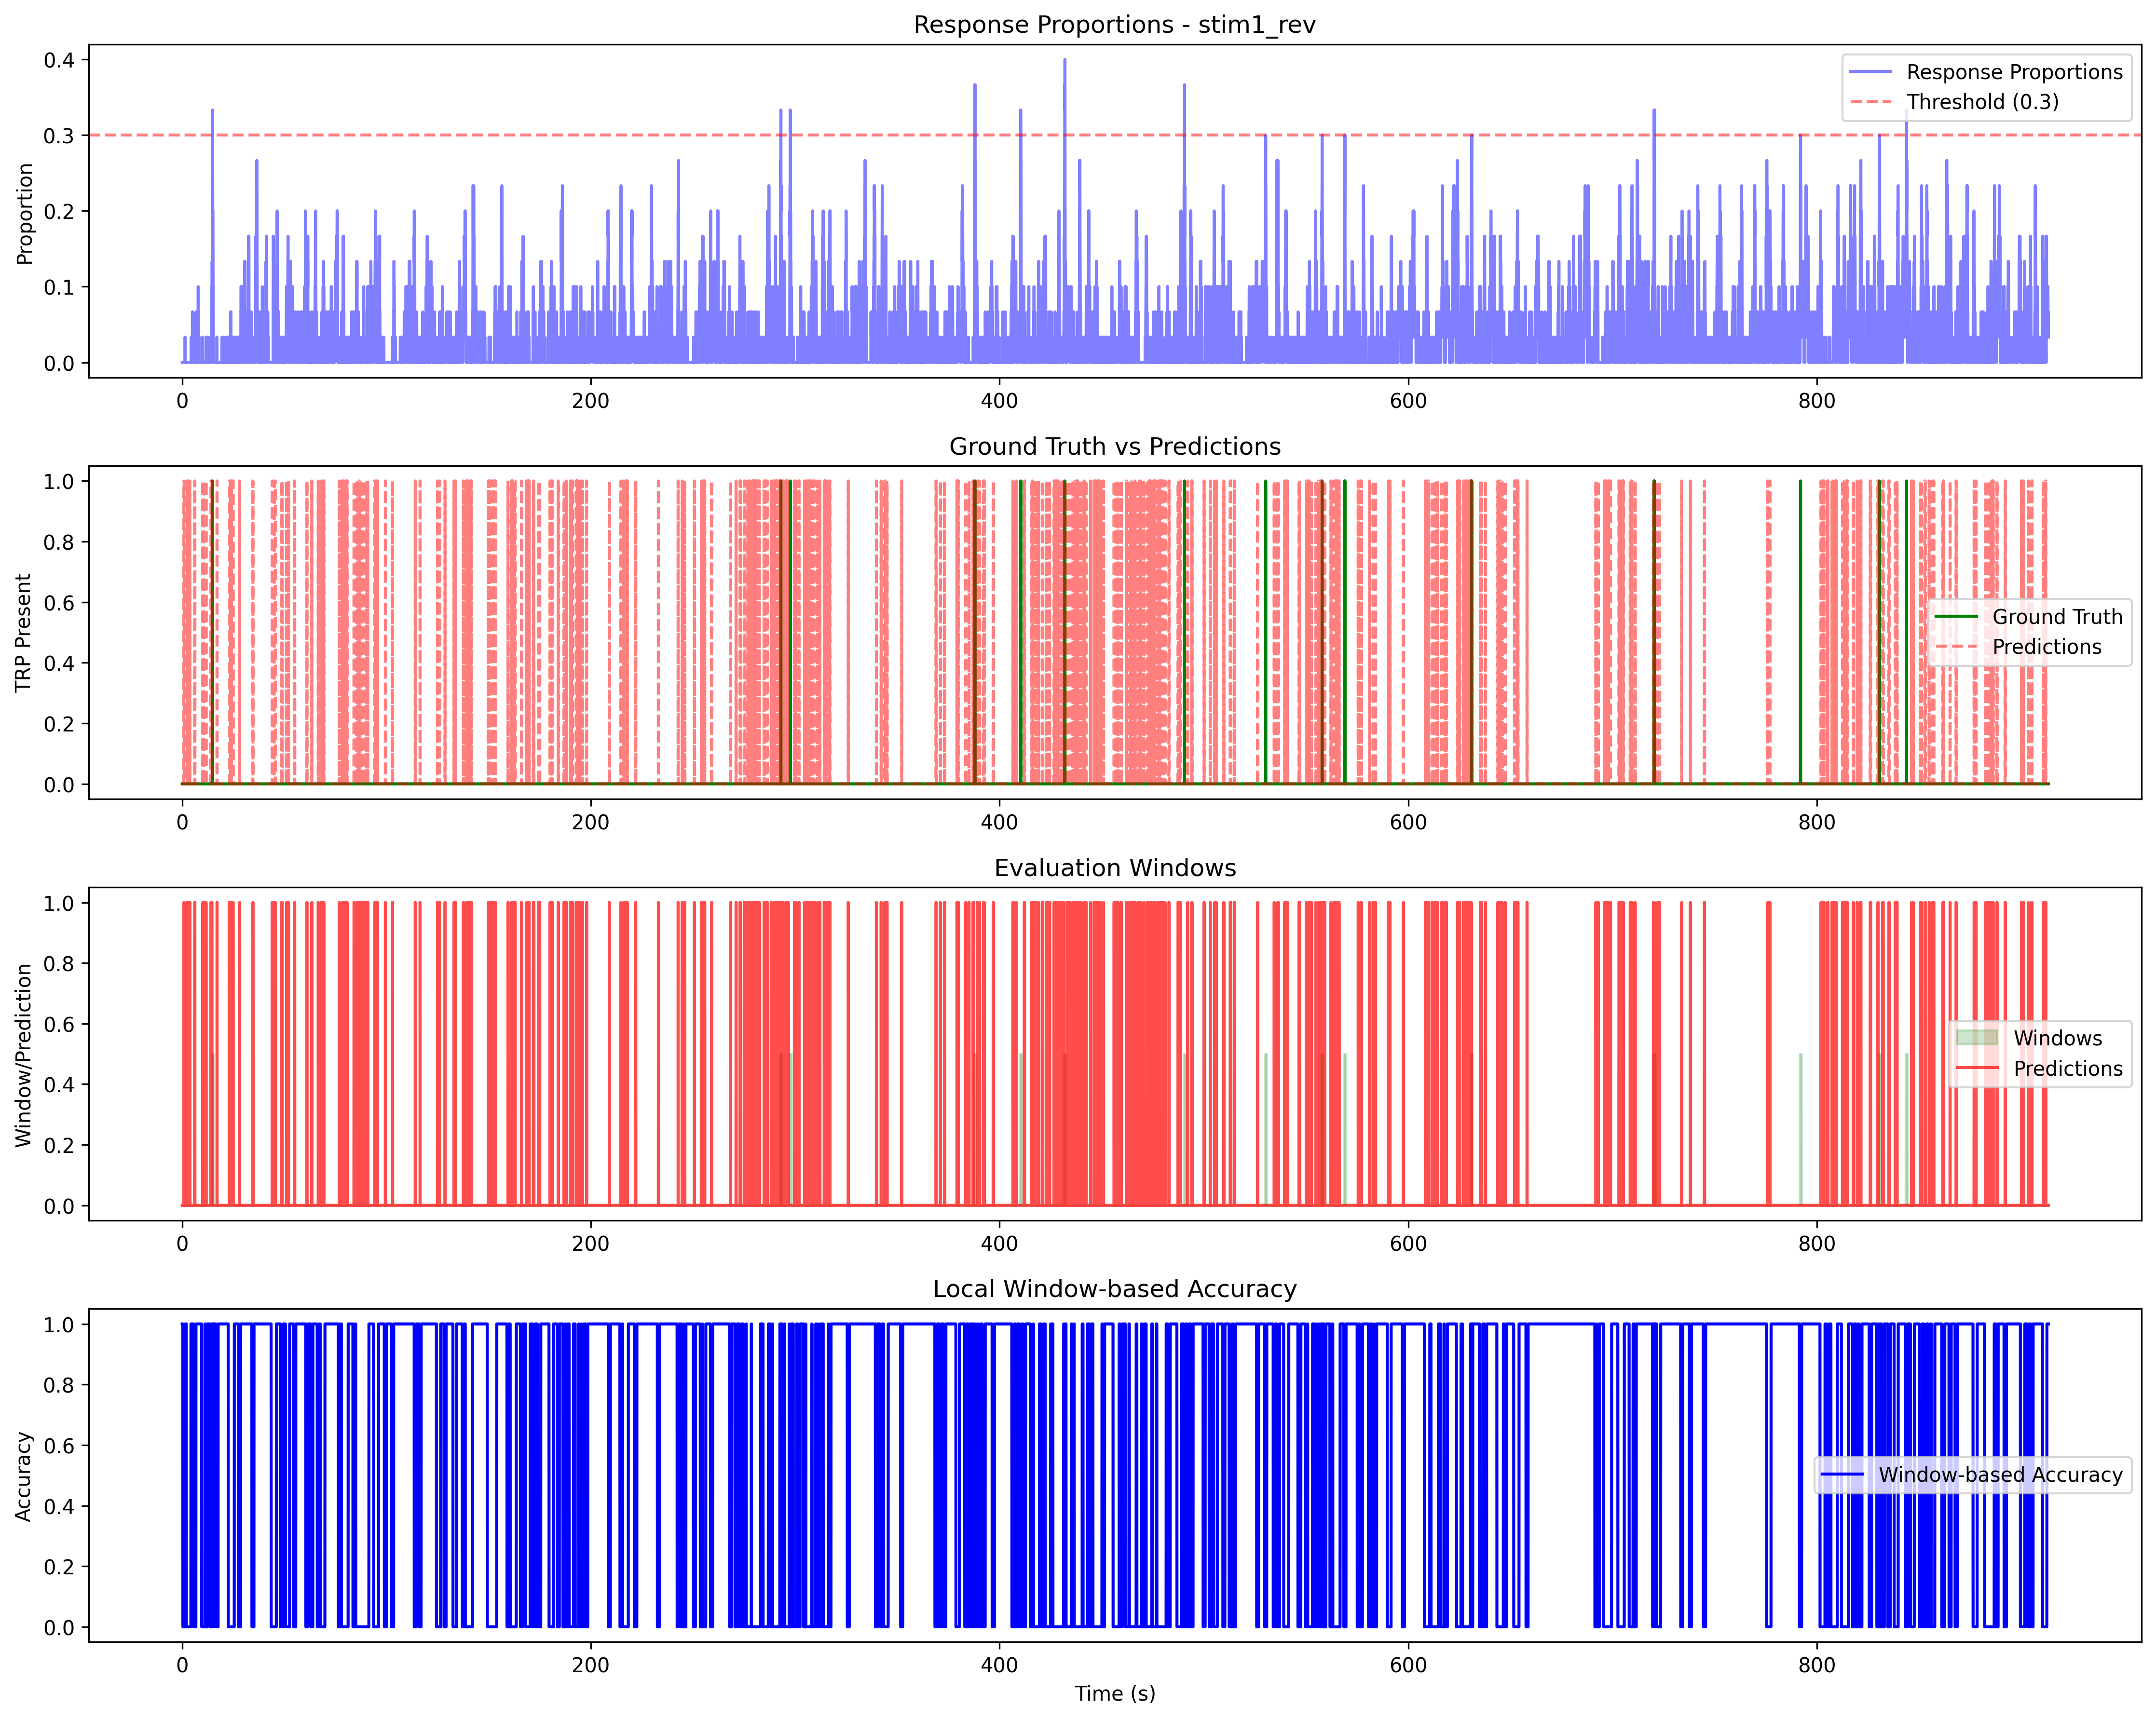 Response Proportions - stim1_rev
Proportion
0.4
0.3
0.2
0.1
0.0
Response Proportions
Threshold (0.3)
0 200 400 600 800
Ground Truth vs Predictions
TRP Present
1.0
0.8
0.6
0.4
0.2
0.0
Ground Truth
Predictions
0 200 400 600 800
Evaluation Windows
Window/Prediction
1.0
0.8
0.6
0.4
0.2
0.0
Windows
Predictions
0 200 400 600 800
Local Window-based Accuracy
Accuracy
1.0
0.8
0.6
0.4
0.2
0.0
Window-based Accuracy
0 200 400 600 800
Time (s)